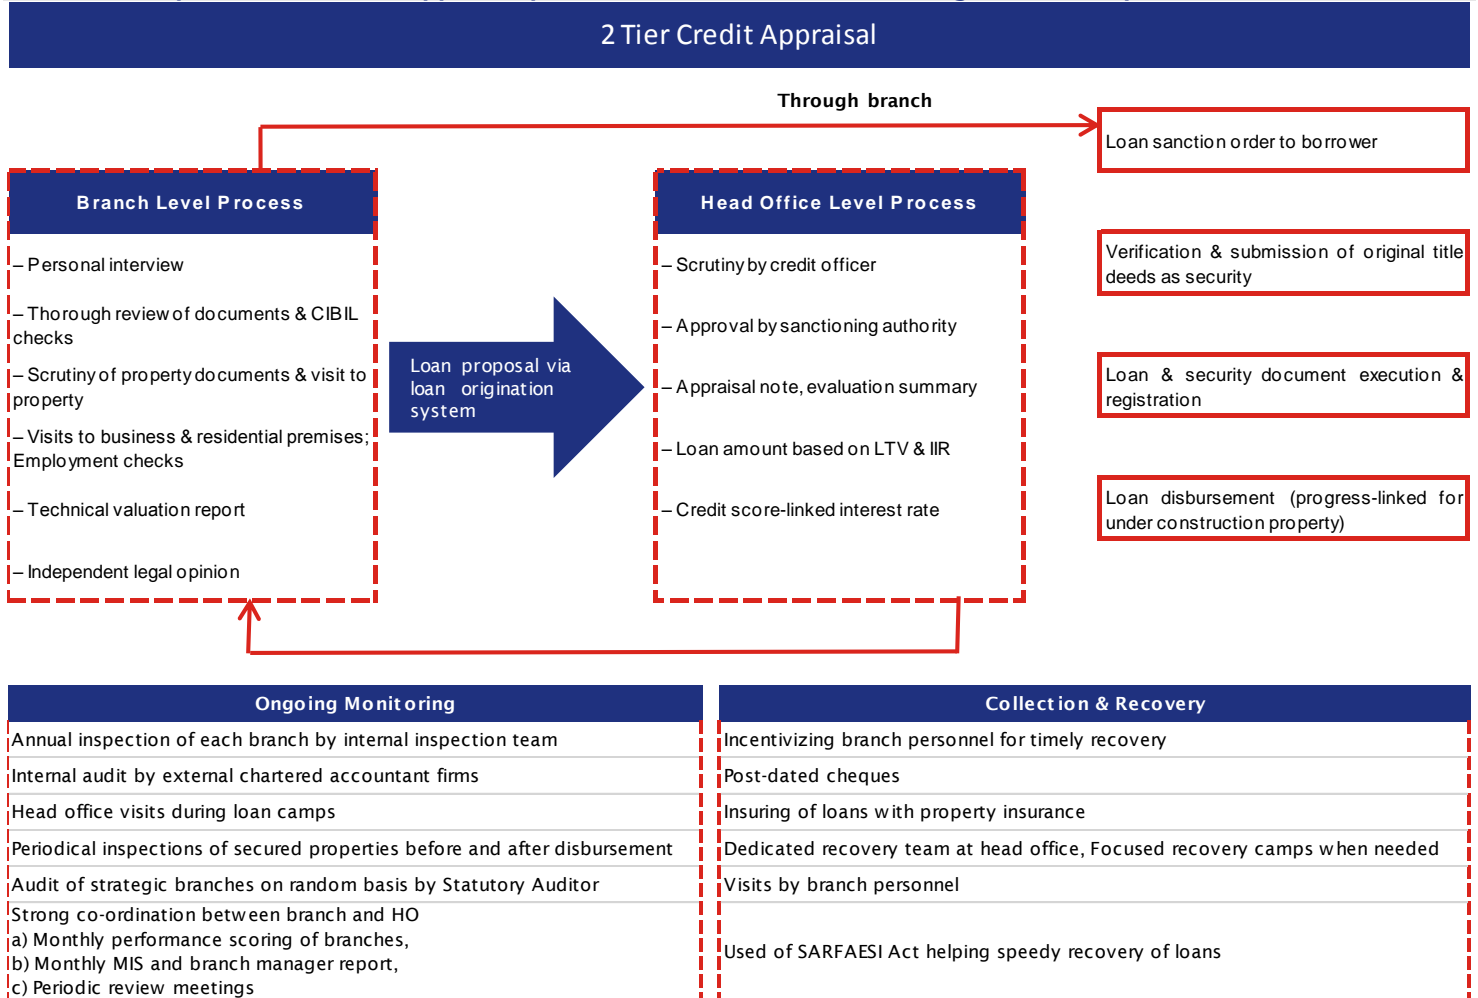 2 Tier Credit Appraisal
Through branch
Loan sanction order to borrower
Branch Level Process
– Personal interview
– Thorough review of documents & CIBIL
checks
– Scrutiny of property documents & visit to
property
– Visits to business & residential premises;
Employment checks
– Technical valuation report
– Independent legal opinion
Loan proposal via
loan origination
system
Head Office Level Process
– Scrutiny by credit officer
– Approval by sanctioning authority
– Appraisal note, evaluation summary
– Loan amount based on LTV & IIR
– Credit score-linked interest rate
Verification & submission of original title
deeds as security
Loan & security document execution &
registration
Loan disbursement (progress-linked for
under construction property)
Ongoing Monitoring
Annual inspection of each branch by internal inspection team
Internal audit by external chartered accountant firms
Head office visits during loan camps
Periodical inspections of secured properties before and after disbursement
Audit of strategic branches on random basis by Statutory Auditor
Strong co-ordination between branch and HO
a) Monthly performance scoring of branches,
b) Monthly MIS and branch manager report,
c) Periodic review meetings
Collection & Recovery
Incentivizing branch personnel for timely recovery
Post-dated cheques
Insuring of loans with property insurance
Dedicated recovery team at head office, Focused recovery camps when needed
Visits by branch personnel
Used of SARFAESI Act helping speedy recovery of loans